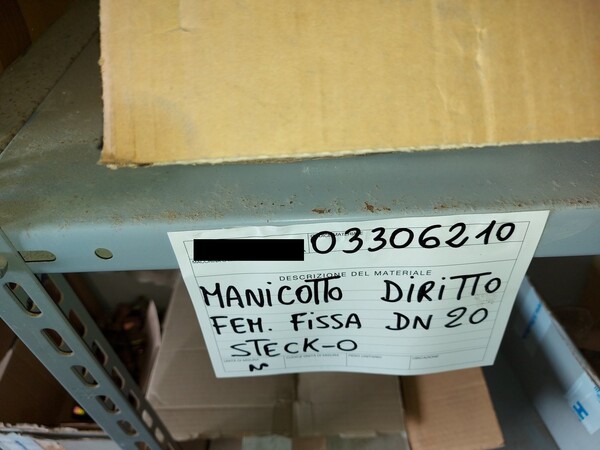 03306210
DESCRIZIONE DEL MATERIALE
MANICOTTO DIRITTO
FEM. FISSA DN 20
STECK-O
N
H